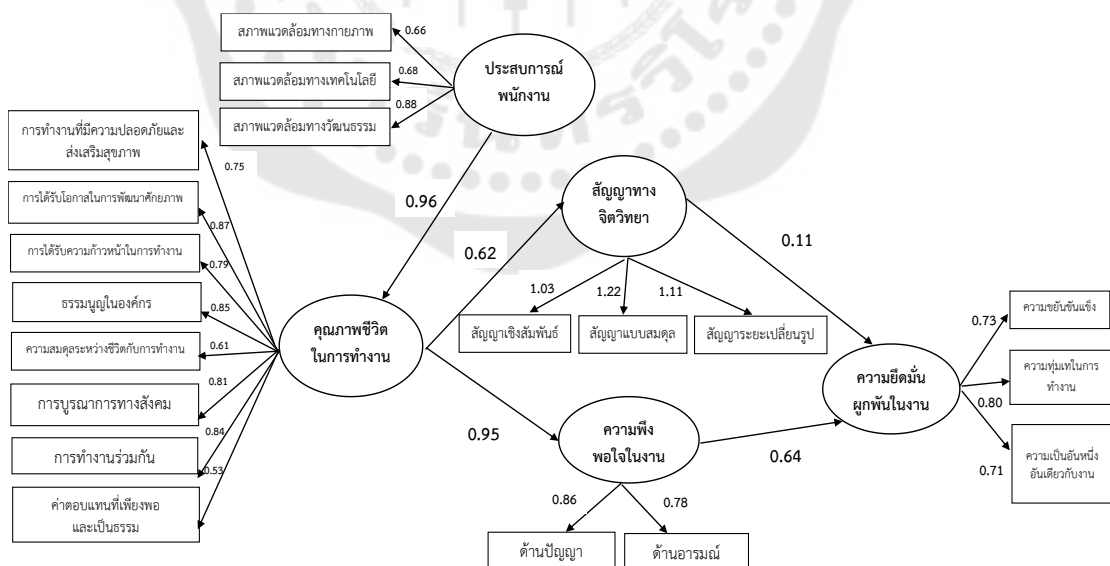 สภาพแวดล้อมทางกายภาพ
0.66
สภาพแวดล้อมทางเทคโนโลยี
0.68
สภาพแวดล้อมทางวัฒนธรรม
0.88
ประสบการณ์
พนักงาน
การทำงานที่มีความปลอดภัยและ
ส่งเสริมสุขภาพ
0.75
การได้รับโอกาสในการพัฒนาศักยภาพ
0.87
การได้รับความก้าวหน้าในการทำงาน
0.79
ธรรมนูญในองค์กร
0.85
ความสมดุลระหว่างชีวิตกับการทำงาน
0.61
การบูรณาการทางสังคม
0.81
การทำงานร่วมกัน
0.84
ค่าตอบแทนที่เพียงพอ
และเป็นธรรม
0.53
คุณภาพชีวิต
ในการทำงาน
0.96
0.62
0.95
สัญญาทาง
จิตวิทยา
0.11
1.03
1.22
1.11
สัญญาเชิงสัมพันธ์
สัญญาแบบสมดุล
สัญญาระยะเปลี่ยนรูป
ความพึง
พอใจในงาน
0.64
0.86
0.78
ด้านปัญญา
ด้านอารมณ์
ความยึดมั่น
ผูกพันในงาน
0.73
ความขยันขันแข็ง
0.80
ความทุ่มเทในการ
ทำงาน
0.71
ความเป็นอันหนึ่ง
อันเดียวกับงาน